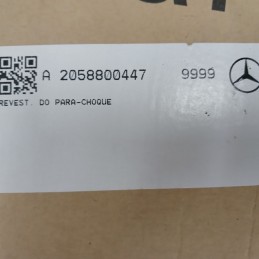 A 2058800447 9999
REVEST. DO PARA-CHOQUE